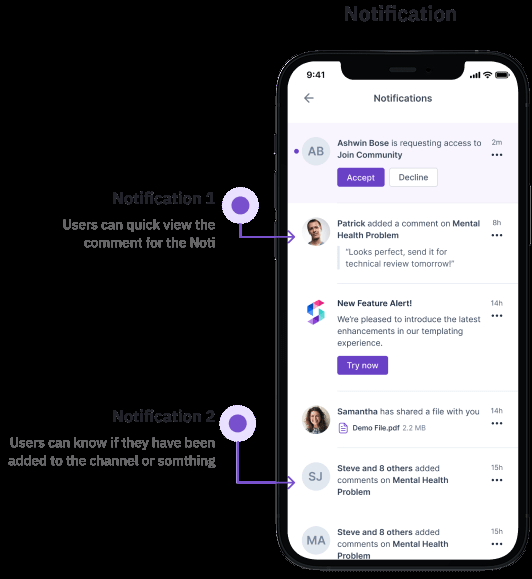 Notification
9:41
Notifications
Ashwin Bose is requesting access to
Join Community
2m
AB
Accept
Decline
Notification 1
Users can quick view the
comment for the Noti
Patrick added a comment on Mental
Health Problem
8h
“Looks perfect, send it for
technical review tomorrow!”
New Feature Alert!
14h
We’re pleased to introduce the latest
enhancements in our templating
experience.
Try now
Notification 2
Users can know if they have been
added to the channel or somthing
Samantha has shared a file with you
14h
Demo File.pdf 2.2 MB
SJ
Steve and 8 others added
comments on Mental Health
Problem
15h
MA
Steve and 8 others added
comments on Mental Health
Problem
15h